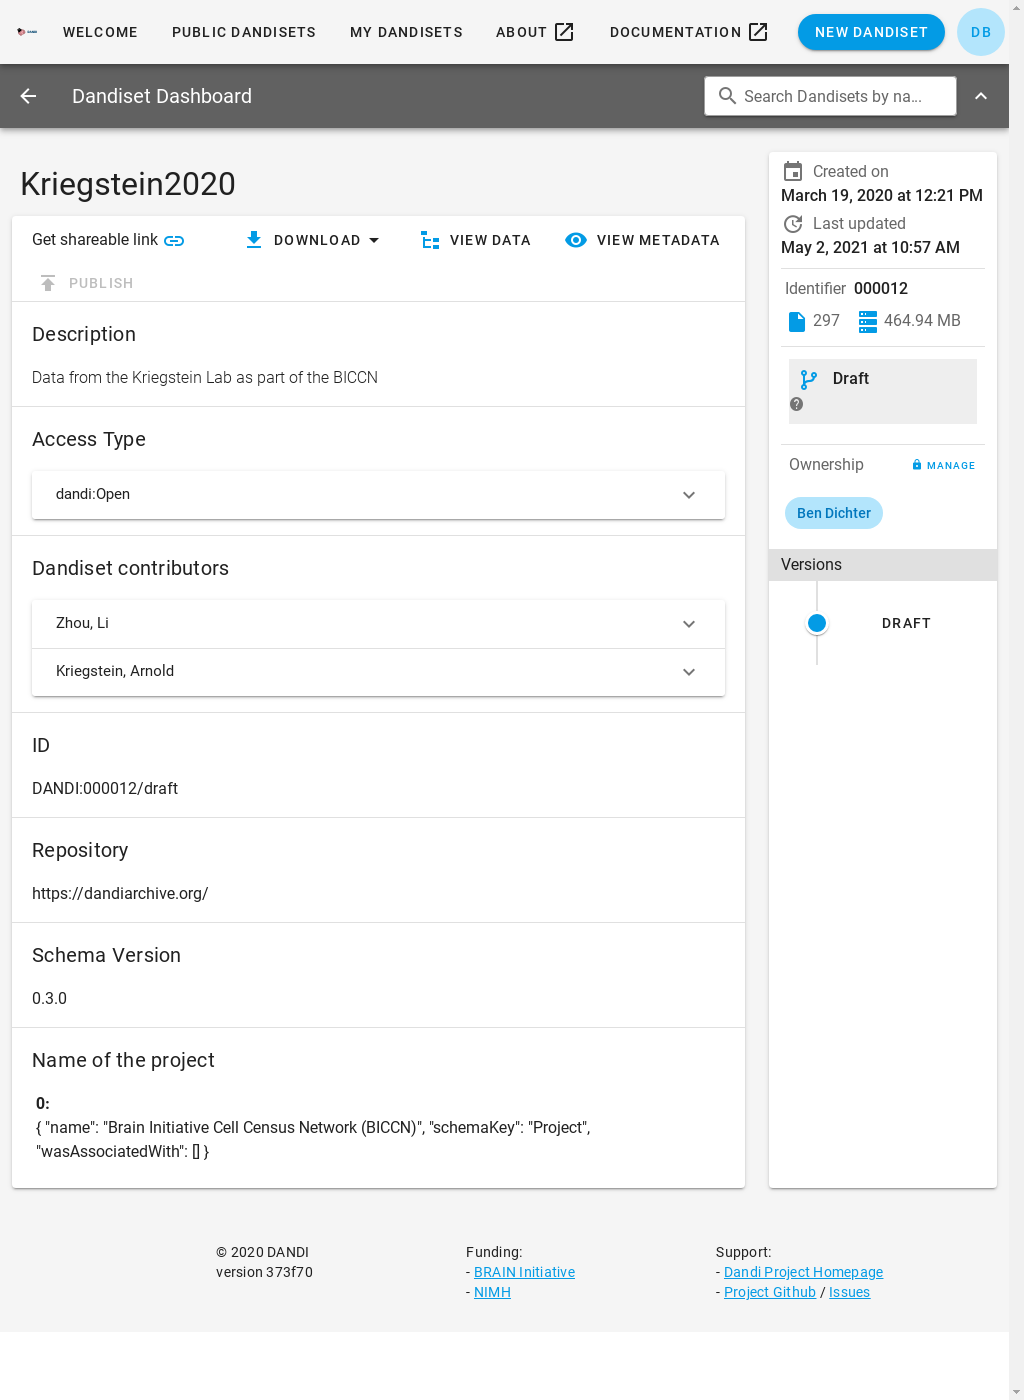 WELCOME PUBLIC DANDISETS MY DANDISETS ABOUT DOCUMENTATION NEW DANDISET DB
Dandiset Dashboard Search Dandisets by na...
Kriegstein2020
Get shareable link DOWNLOAD VIEW DATA VIEW METADATA
PUBLISH
Description
Data from the Kriegstein Lab as part of the BICCN
Access Type
dandi:Open
Dandiset contributors
Zhou, Li
Kriegstein, Arnold
ID
DANDI:000012/draft
Repository
https://dandiarchive.org/
Schema Version
0.3.0
Name of the project
0:
{ "name": "Brain Initiative Cell Census Network (BICCN)", "schemaKey": "Project",
"wasAssociatedWith": [] }
Created on
March 19, 2020 at 12:21 PM
Last updated
May 2, 2021 at 10:57 AM
Identifier 000012
297 464.94 MB
Draft
Ownership MANAGE
Ben Dichter
Versions
DRAFT
© 2020 DANDI
version 373f70
Funding:
- BRAIN Initiative
- NIMH
Support:
- Dandi Project Homepage
- Project Github / Issues